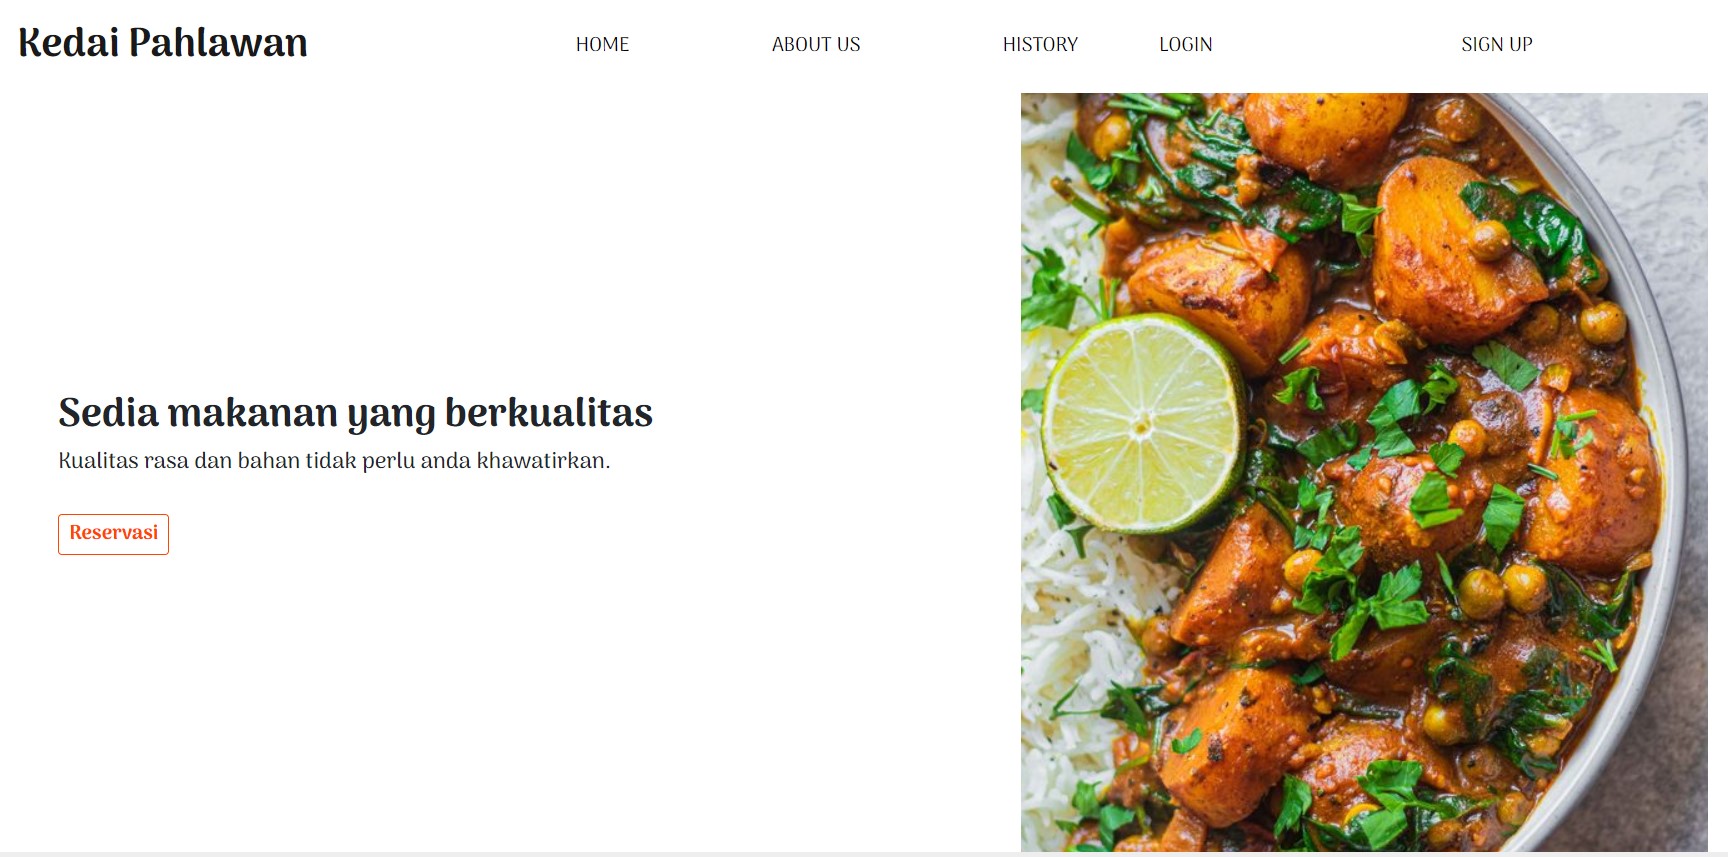 Kedai Pahlawan
HOME ABOUT US HISTORY LOGIN SIGN UP
Sedia makanan yang berkualitas
Kualitas rasa dan bahan tidak perlu anda khawatirkan.
Reservasi